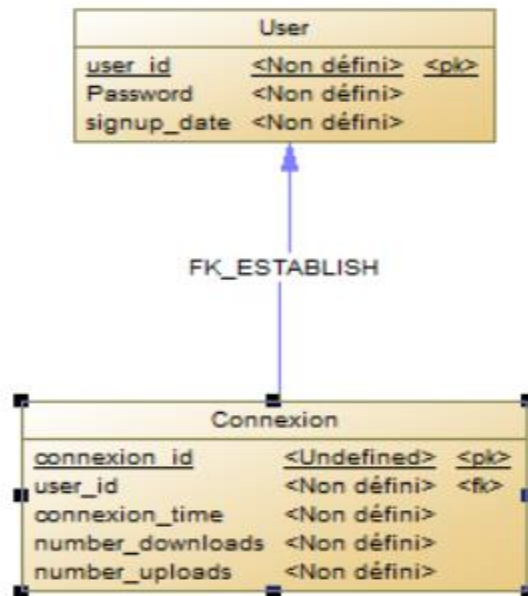 User
user_id <Non défini> <pk>
Password <Non défini>
signup_date <Non défini>
FK_ESTABLISH
Connexion
connexion_id <Undefined> <pk>
user_id <Non défini> <fk>
connexion_time <Non défini>
number_downloads <Non défini>
number_uploads <Non défini>